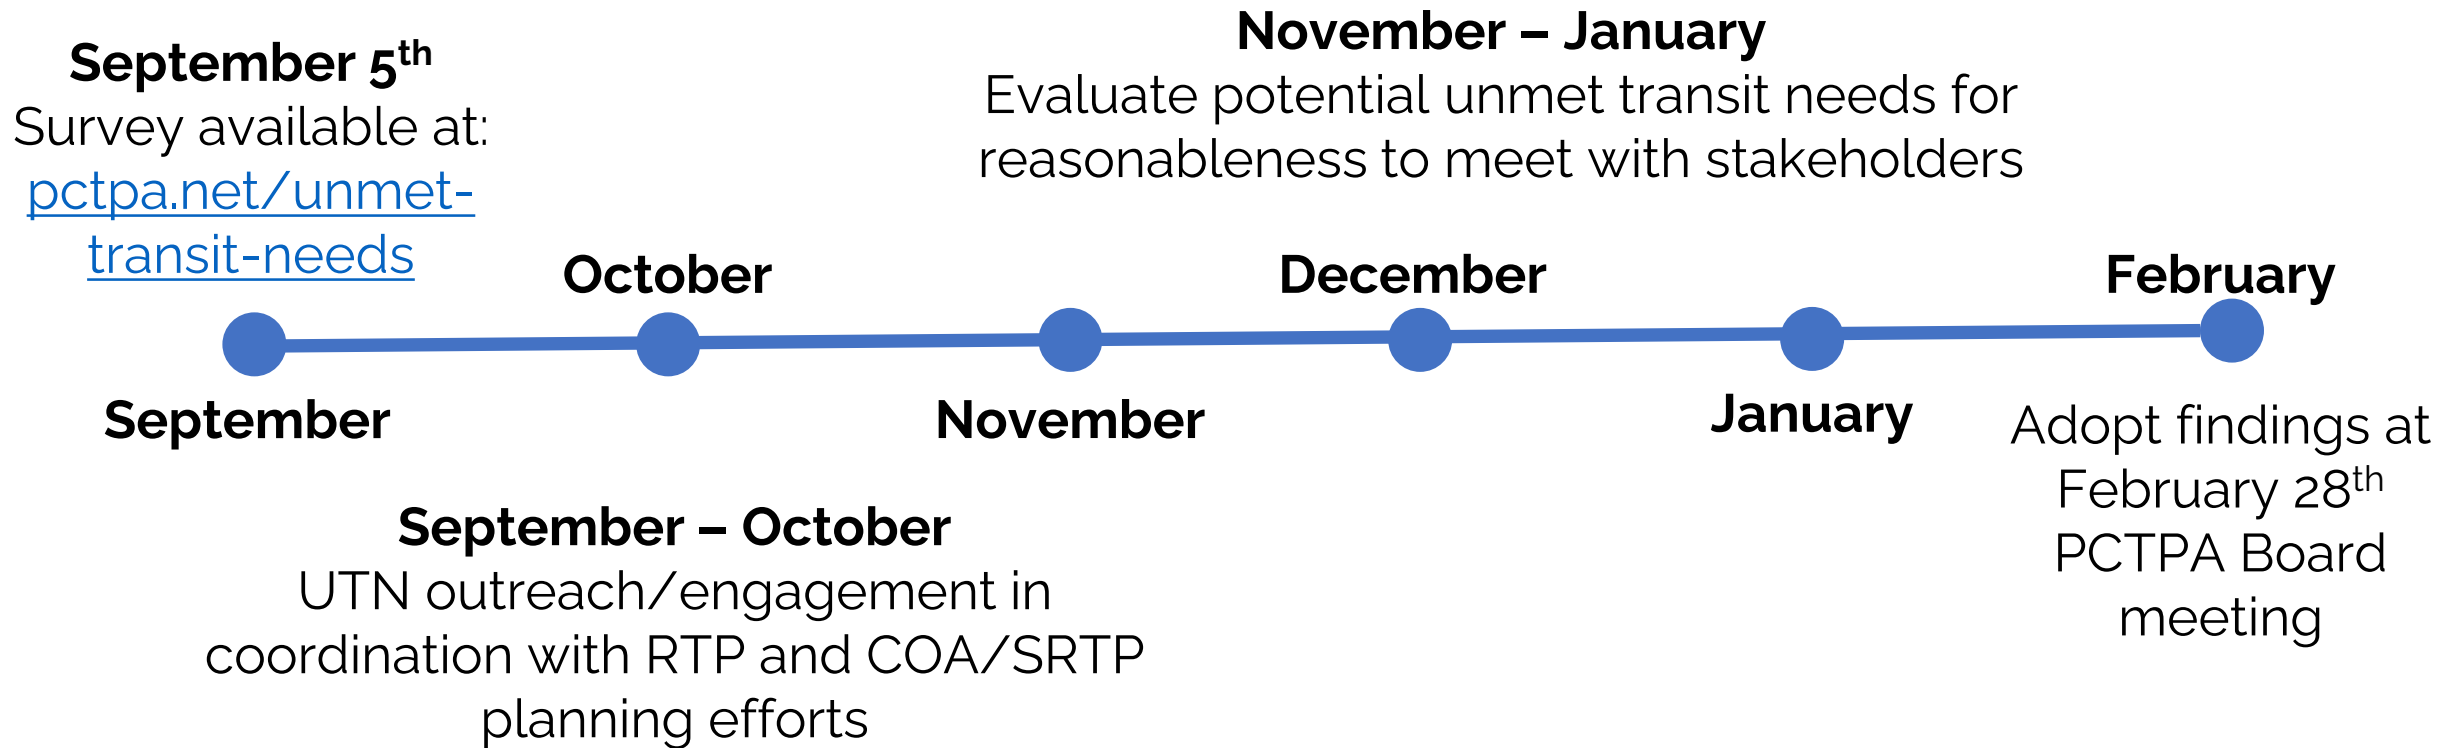 September 5th
Survey available at:
pctpa.net/unmet-
transit-needs
November – January
Evaluate potential unmet transit needs for
reasonableness to meet with stakeholders
October
December
February
September
November
January
Adopt findings at
February 28th
PCTPA Board
meeting
September – October
UTN outreach/engagement in
coordination with RTP and COA/SRTP
planning efforts